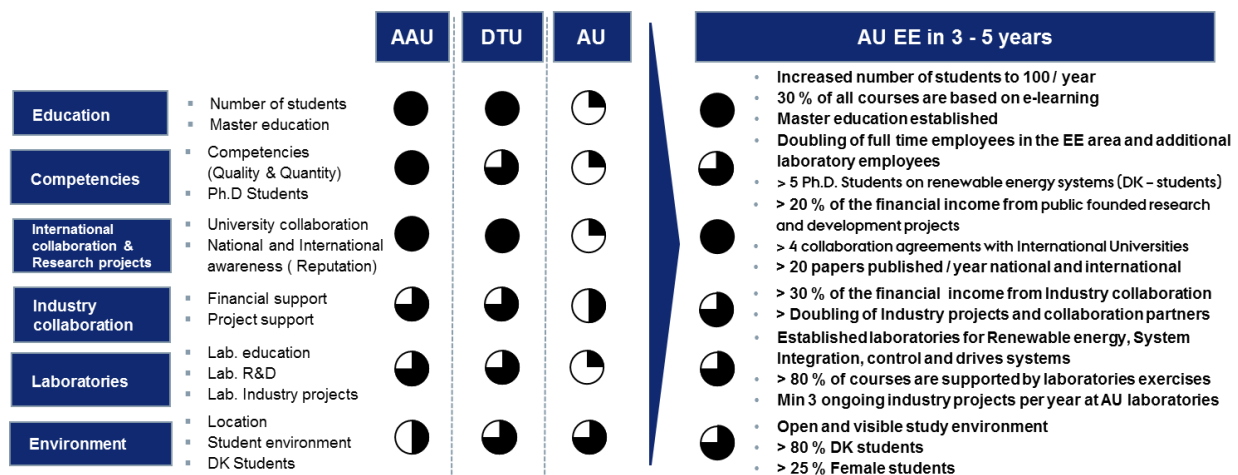 AAU
DTU
AU
AU EE in 3 - 5 years
Education
Number of students
Master education
Increased number of students to 100 / year
30 % of all courses are based on e-learning
Master education established
Competencies
Competencies
(Quality & Quantity)
Ph.D Students
Doubling of full time employees in the EE area and additional
laboratory employees
> 5 Ph.D. Students on renewable energy systems (DK – students)
International
collaboration &
Research projects
University collaboration
National and International
awareness ( Reputation)
> 20 % of the financial income from public founded research
and development projects
> 4 collaboration agreements with International Universities
> 20 papers published / year national and international
Industry
collaboration
Financial support
Project support
> 30 % of the financial income from Industry collaboration
> Doubling of Industry projects and collaboration partners
Laboratories
Lab. education
Lab. R&D
Lab. Industry projects
Established laboratories for Renewable energy, System
Integration, control and drives systems
> 80 % of courses are supported by laboratories exercises
Min 3 ongoing industry projects per year at AU laboratories
Environment
Location
Student environment
DK Students
Open and visible study environment
> 80 % DK students
> 25 % Female students